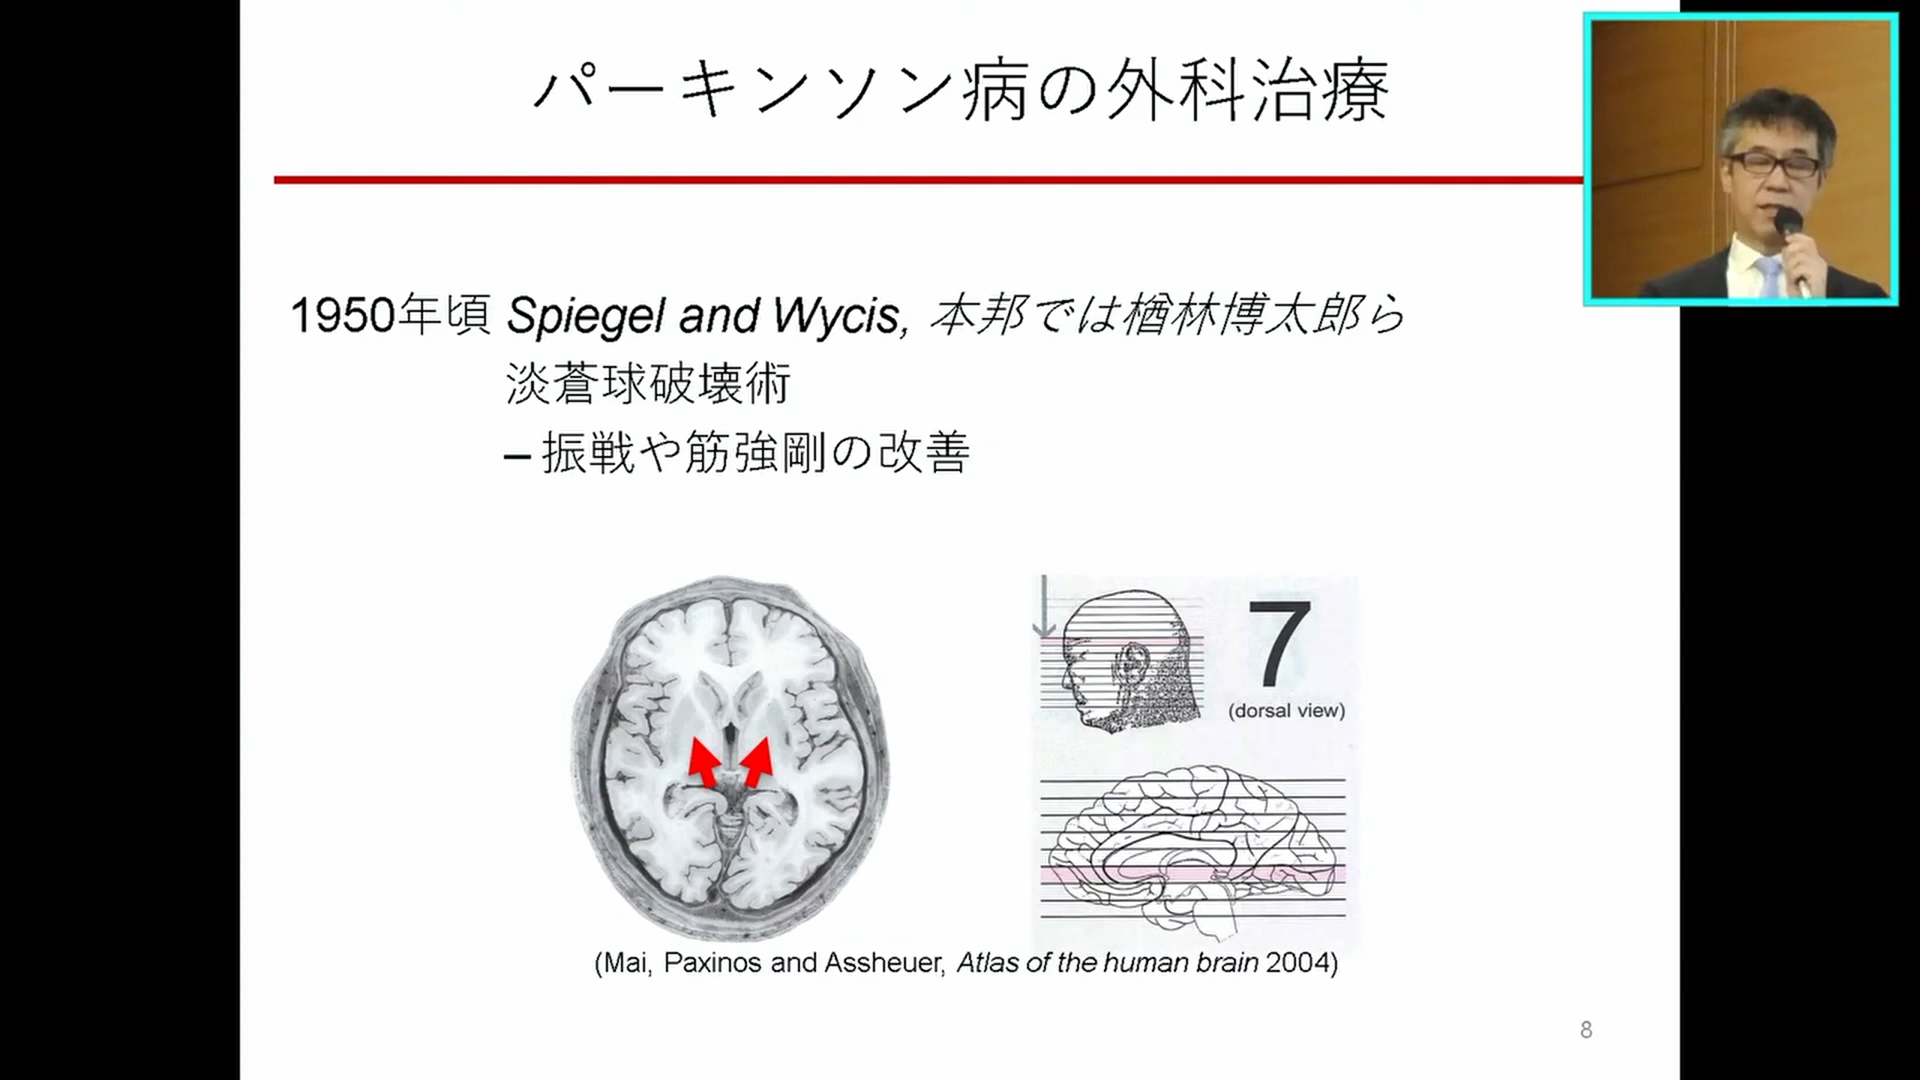 パーキンソン病の外科治療
1950年頃 Spiegel and Wycis, 本邦では楢林博太郎ら
淡蒼球破壊術
– 振戦や筋強剛の改善
7
(dorsal view)
(Mai, Paxinos and Assheuer, Atlas of the human brain 2004)
8